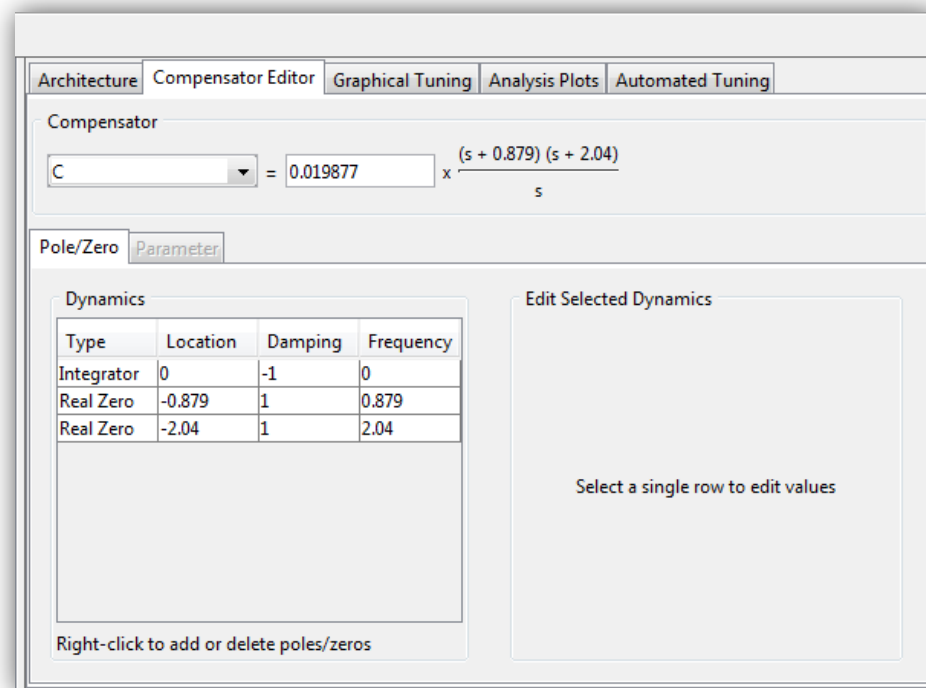 Architecture Compensator Editor Graphical Tuning Analysis Plots Automated Tuning
Compensator
C = 0.019877 x (s + 0.879) (s + 2.04)
s
Pole/Zero Parameter
Dynamics
Type Location Damping Frequency
Integrator 0 -1 0
Real Zero -0.879 1 0.879
Real Zero -2.04 1 2.04
Right-click to add or delete poles/zeros
Edit Selected Dynamics
Select a single row to edit values